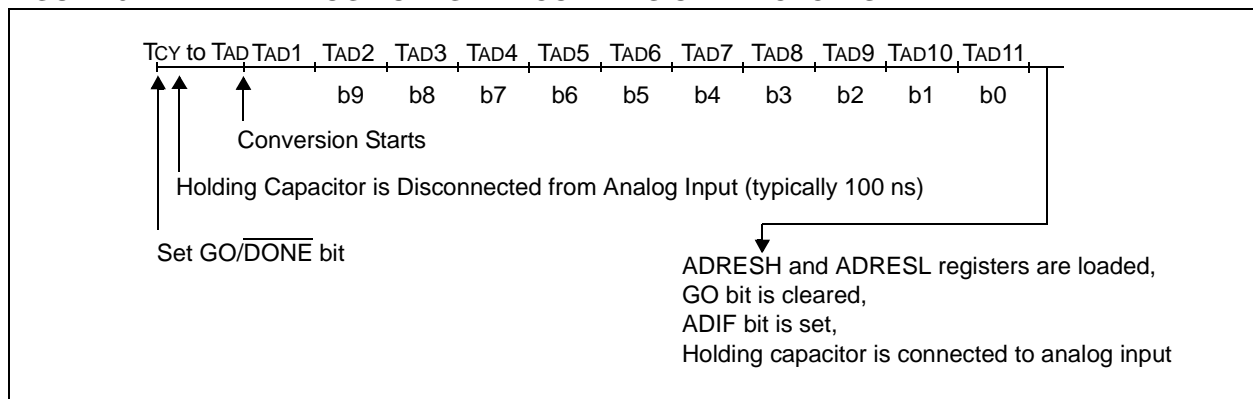 TCY to TAD TAD1 TAD2 TAD3 TAD4 TAD5 TAD6 TAD7 TAD8 TAD9 TAD10 TAD11
b9 b8 b7 b6 b5 b4 b3 b2 b1 b0
Conversion Starts
Holding Capacitor is Disconnected from Analog Input (typically 100 ns)
Set GO/DONE bit
ADRESH and ADRESL registers are loaded,
GO bit is cleared,
ADIF bit is set,
Holding capacitor is connected to analog input